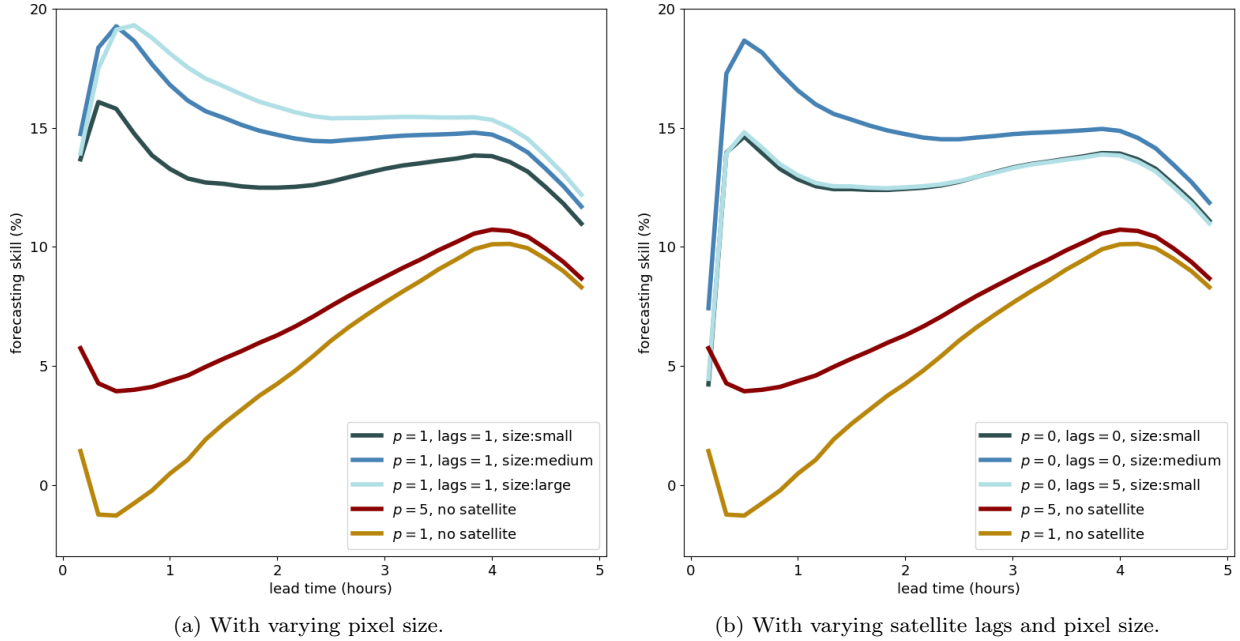 20
15
10
5
0
forecasting skill (%)
0 1 2 3 4 5
lead time (hours)
p = 1, lags = 1, size:small
p = 1, lags = 1, size:medium
p = 1, lags = 1, size:large
p = 5, no satellite
p = 1, no satellite
(a) With varying pixel size.
20
15
10
5
0
forecasting skill (%)
0 1 2 3 4 5
lead time (hours)
p = 0, lags = 0, size:small
p = 0, lags = 0, size:medium
p = 0, lags = 5, size:small
p = 5, no satellite
p = 1, no satellite
(b) With varying satellite lags and pixel size.